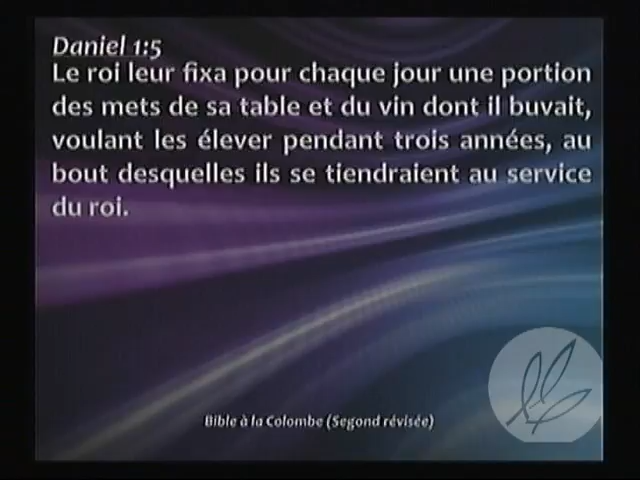 Daniel 1:5
Le roi leur fixa pour chaque jour une portion
des mets de sa table et du vin dont il buvait,
voulant les élever pendant trois années, au
bout desquelles ils se tiendraient au service
du roi.
Bible à la Colombe (Segond révisée)